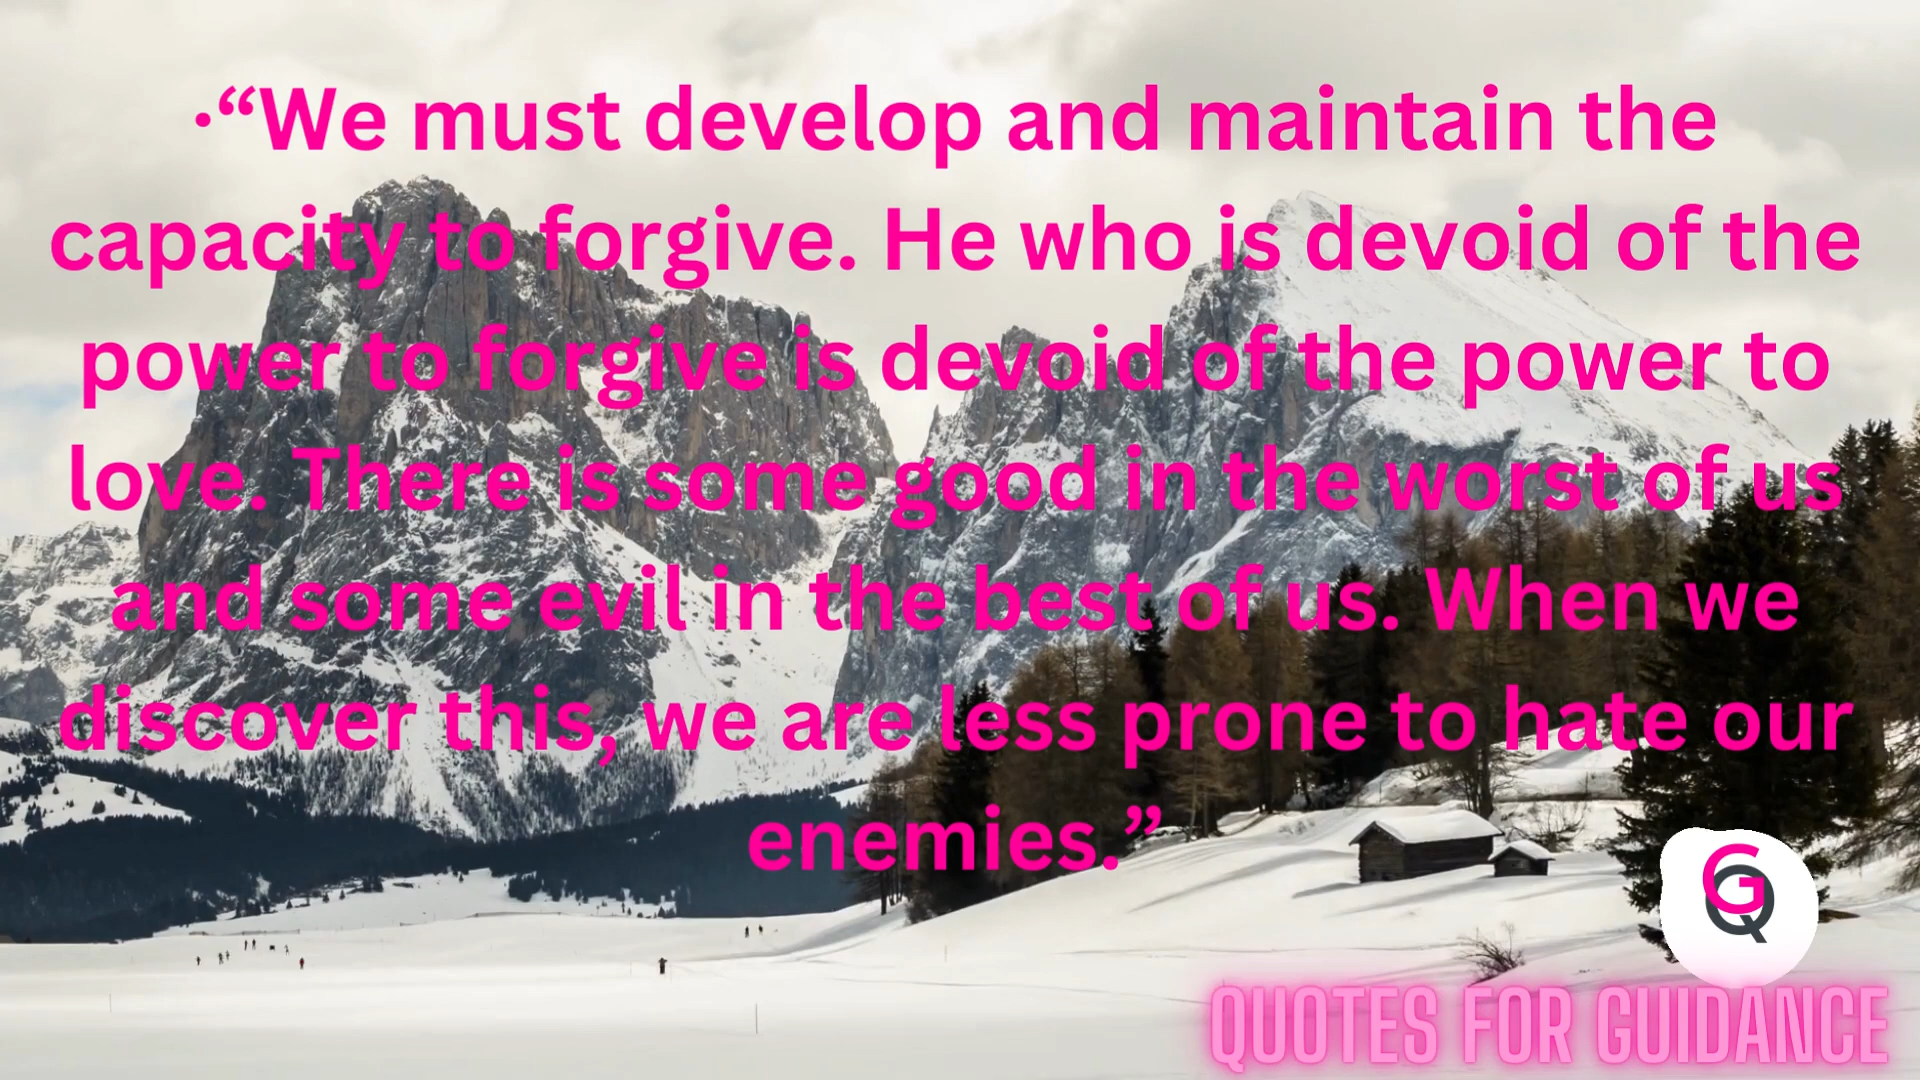 ·“We must develop and maintain the
capacity to forgive. He who is devoid of the
power to forgive is devoid of the power to
love. There is some good in the worst of us
and some evil in the best of us. When we
discover this, we are less prone to hate our
enemies.”
GQ
QUOTES FOR GUIDANCE